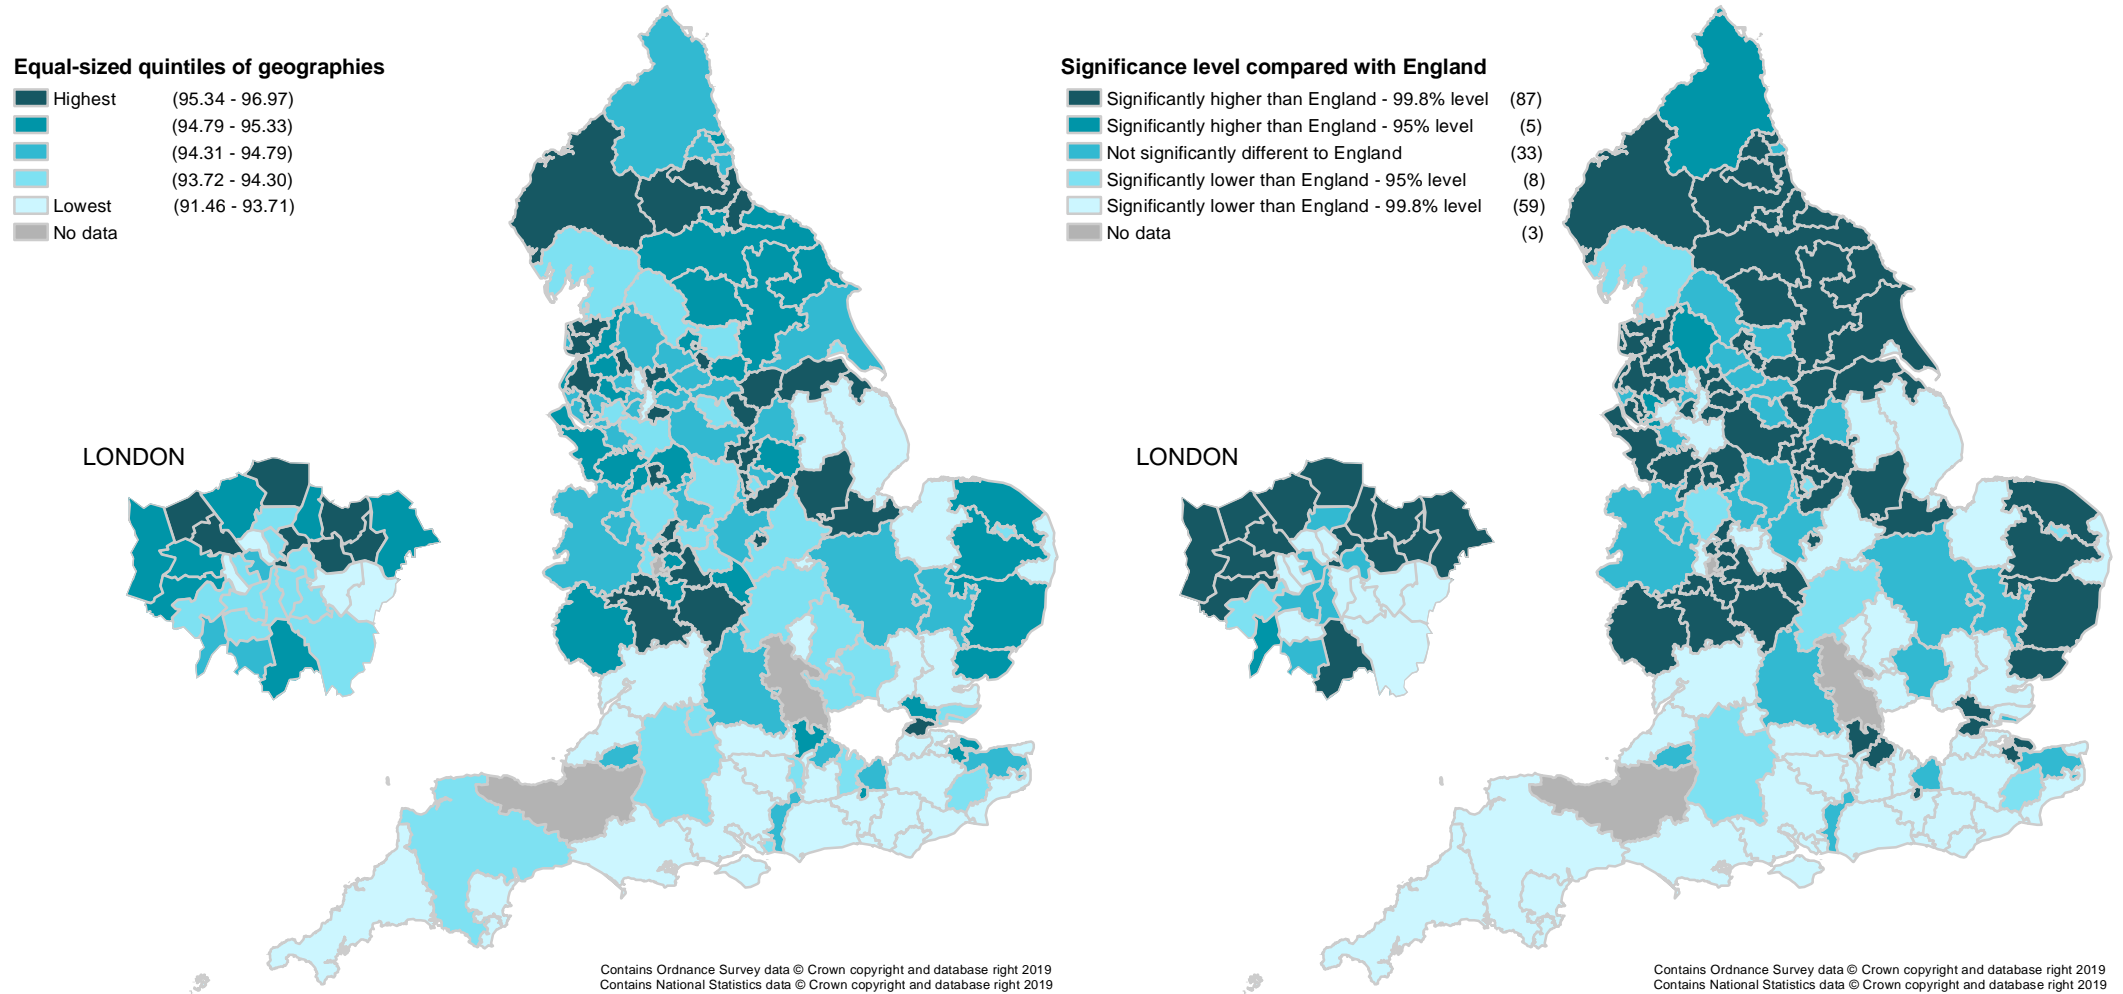 Equal-sized quintiles of geographies
Highest (95.34 - 96.97)
(94.79 - 95.33)
(94.31 - 94.79)
(93.72 - 94.30)
Lowest (91.46 - 93.71)
No data
LONDON
Contains Ordnance Survey data © Crown copyright and database right 2019
Contains National Statistics data © Crown copyright and database right 2019
Significance level compared with England
Significantly higher than England - 99.8% level (87)
Significantly higher than England - 95% level (5)
Not significantly different to England (33)
Significantly lower than England - 95% level (8)
Significantly lower than England - 99.8% level (59)
No data (3)
LONDON
Contains Ordnance Survey data © Crown copyright and database right 2019
Contains National Statistics data © Crown copyright and database right 2019